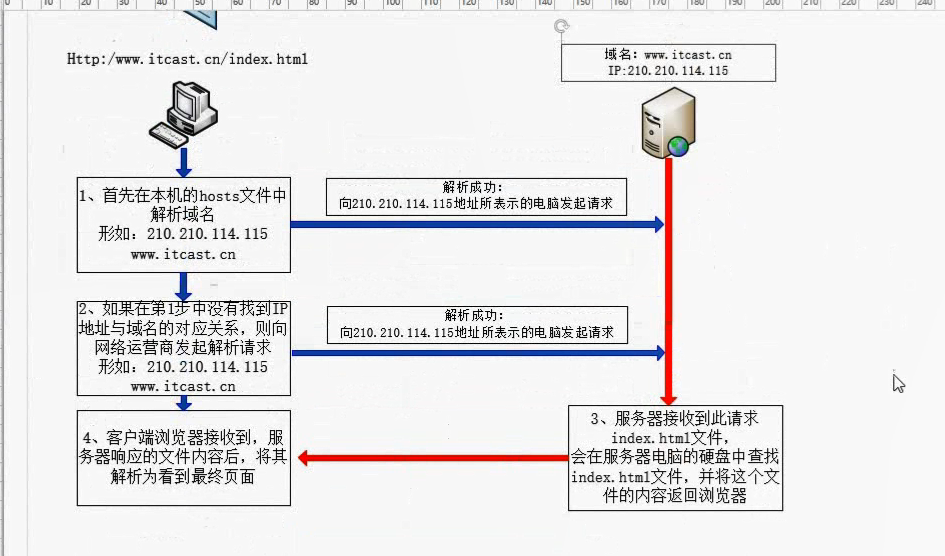 0 10 20 30 40 50 60 70 80 90 100 110 120 130 140 150 160 170 180 190 200 210 220 230 240
Http:/www.itcast.cn/index.html
域名: www.itcast.cn
IP:210.210.114.115
1、首先在本机的hosts文件中
解析域名
形如: 210.210.114.115
www.itcast.cn
解析成功:
向210.210.114.115地址所表示的电脑发起请求
2、如果在第1步中没有找到IP
地址与域名的对应关系, 则向
网络运营商发起解析请求
形如: 210.210.114.115
www.itcast.cn
解析成功:
向210.210.114.115地址所表示的电脑发起请求
3、服务器接收到此请求
index.html文件,
会在服务器电脑的硬盘中查找
index.html文件, 并将这个文
件的内容返回浏览器
4、客户端浏览器接收到, 服
务器响应的文件内容后, 将其
解析为看到最终页面